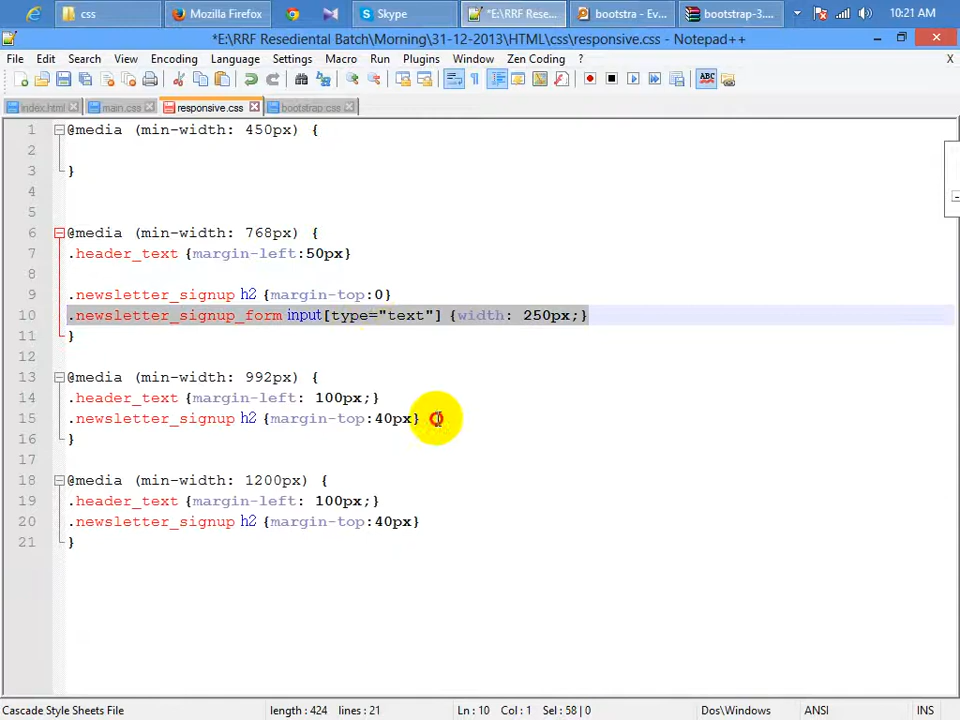 css
Mozilla Firefox
Skype
*E:\RRF Rese...
bootstra - Ev...
bootstrap-3....
10:21 AM
*E:\RRF Resediental Batch\Morning\31-12-2013\HTML\css\responsive.css - Notepad++
File Edit Search View Encoding Language Settings Macro Run Plugins Window Zen Coding ? X
index.html main.css responsive.css bootstrap.css
1 @media (min-width: 450px) {
2
3 }
4
5
6 @media (min-width: 768px) {
7 .header_text {margin-left:50px}
8
9 .newsletter_signup h2 {margin-top:0}
10 .newsletter_signup_form input[type="text"] {width: 250px;}
11 }
12
13 @media (min-width: 992px) {
14 .header_text {margin-left: 100px;}
15 .newsletter_signup h2 {margin-top:40px}
16 }
17
18 @media (min-width: 1200px) {
19 .header_text {margin-left: 100px;}
20 .newsletter_signup h2 {margin-top:40px}
21 }
Cascade Style Sheets File length : 424 lines : 21 Ln : 10 Col : 1 Sel : 58 | 0 Dos\Windows ANSI INS